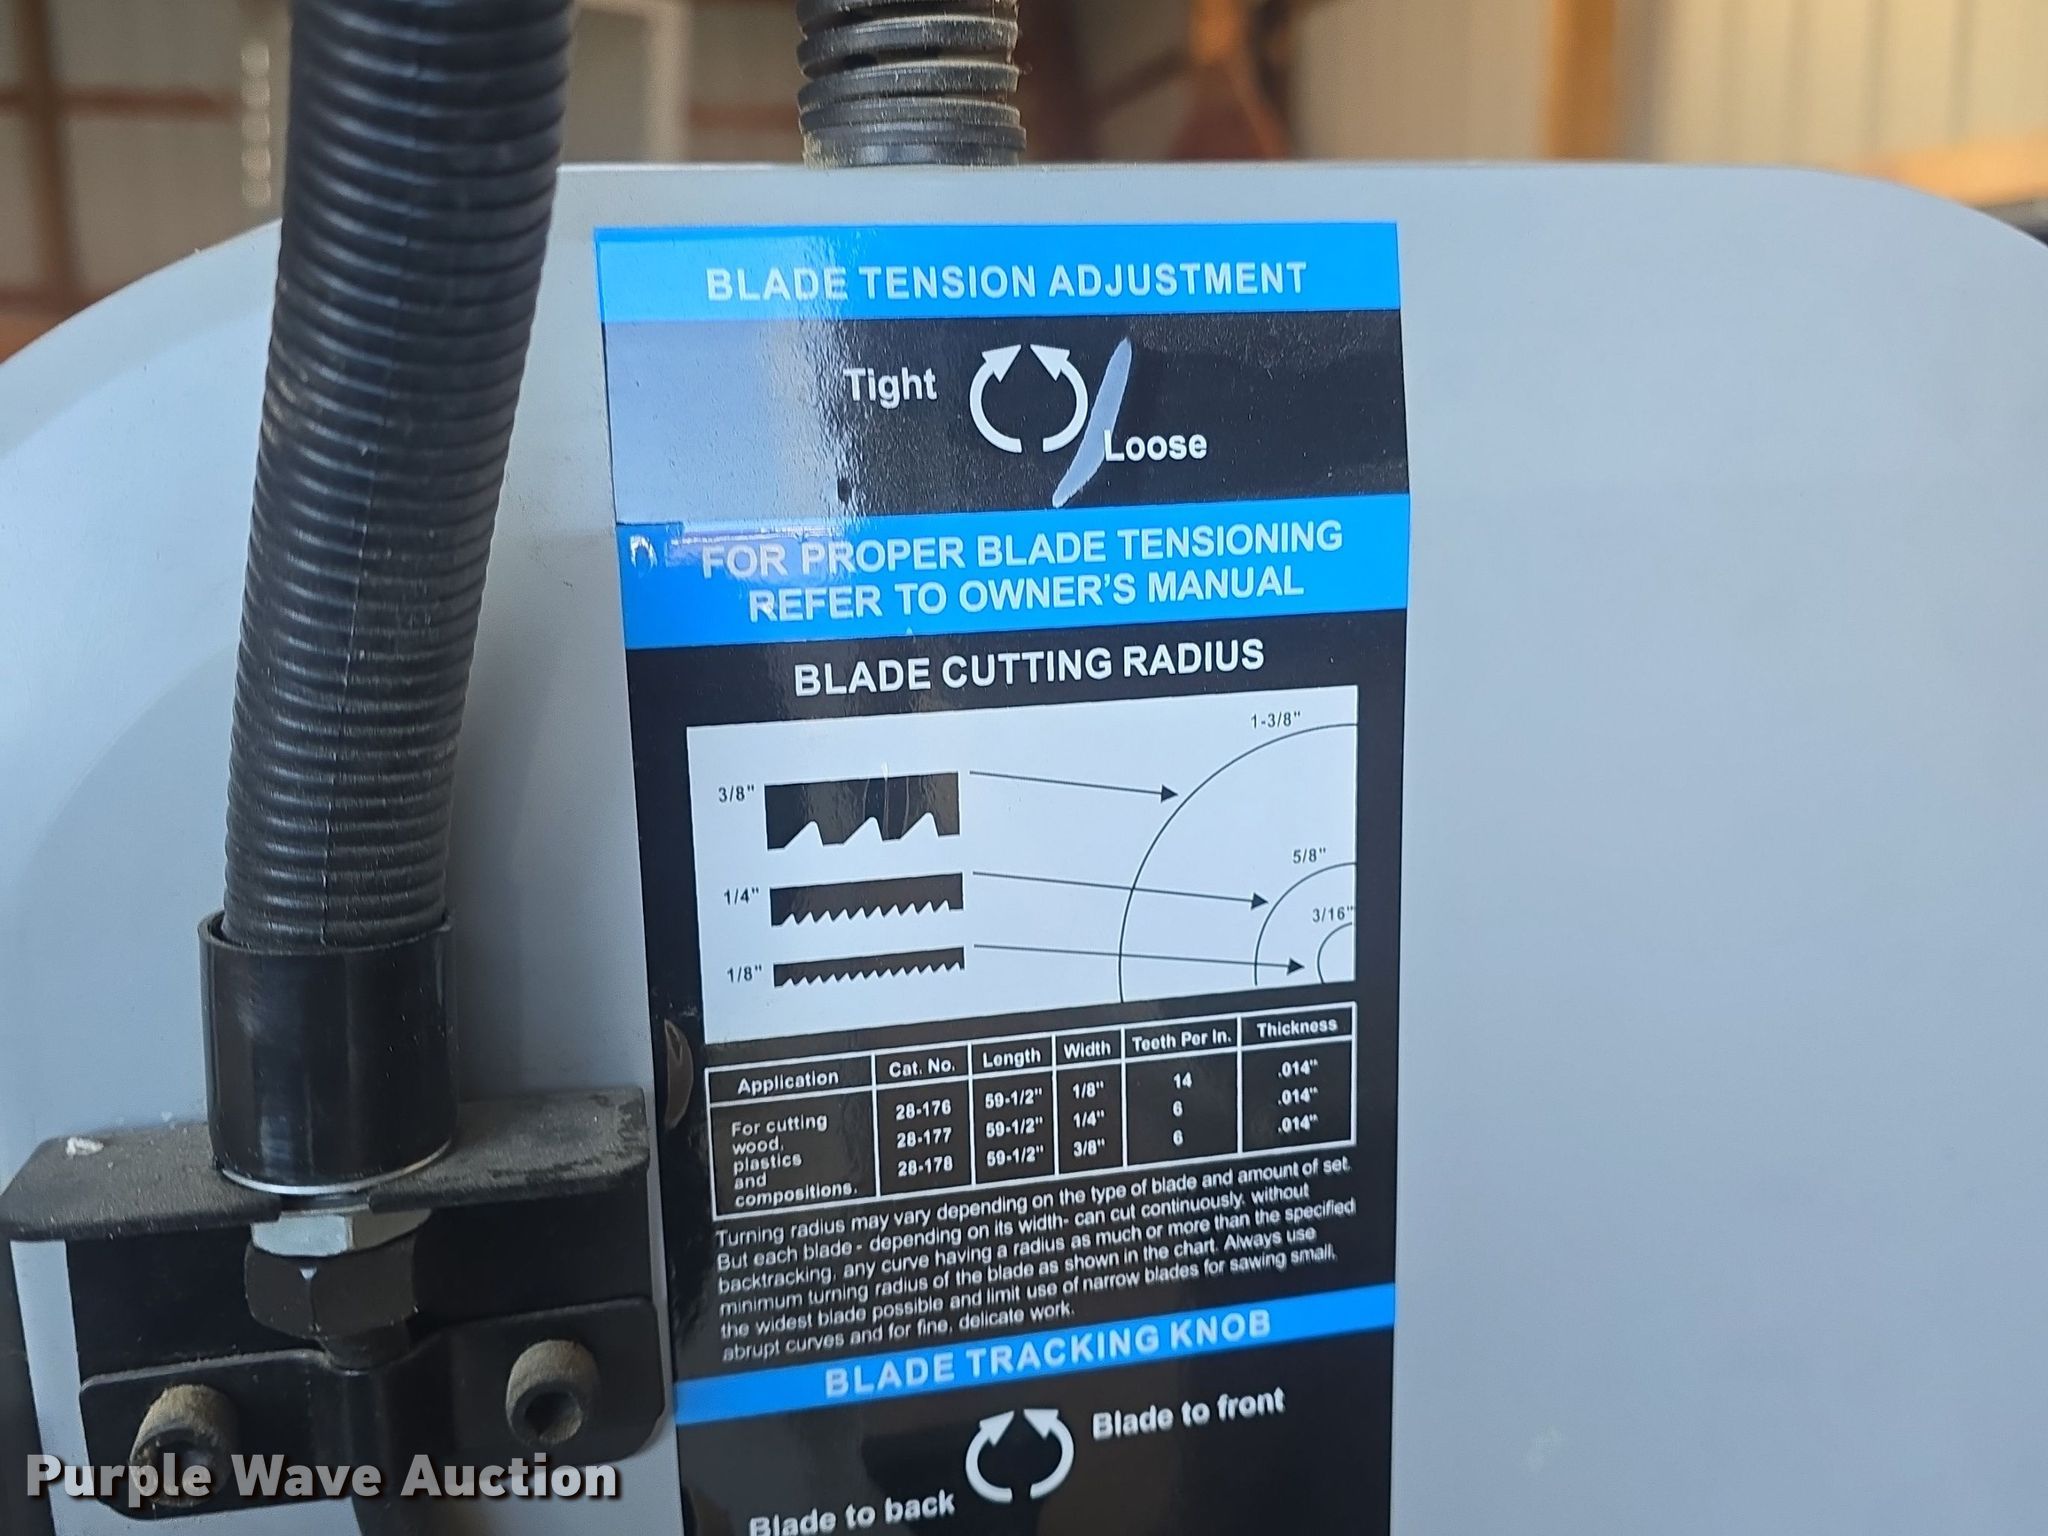 BLADE TENSION ADJUSTMENT
Tight
Loose
FOR PROPER BLADE TENSIONING
REFER TO OWNER'S MANUAL
BLADE CUTTING RADIUS
1-3/8"
3/8"
5/8"
1/4"
3/16"
1/8"
Application Cat. No. Length Width Teeth Per In. Thickness
For cutting
wood,
plastics
and
compositions.
28-176 59-1/2" 1/8" 14 .014"
28-177 59-1/2" 1/4" 6 .014"
28-178 59-1/2" 3/8" 6 .014"
Turning radius may vary depending on the type of blade and amount of set.
But each blade - depending on its width- can cut continuously, without
backtracking, any curve having a radius as much or more than the specified
minimum turning radius of the blade as shown in the chart. Always use
the widest blade possible and limit use of narrow blades for sawing small,
abrupt curves and for fine, delicate work.
BLADE TRACKING KNOB
Blade to front
Blade to back
Purple Wave Auction